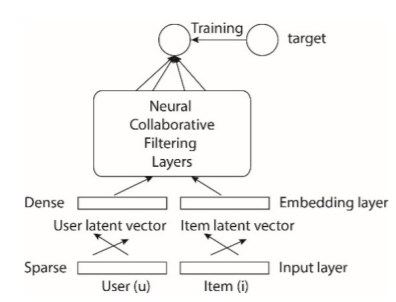 Training
target
Neural
Collaborative
Filtering
Layers
Dense
Embedding layer
User latent vector
Item latent vector
Sparse
Input layer
User (u)
Item (i)